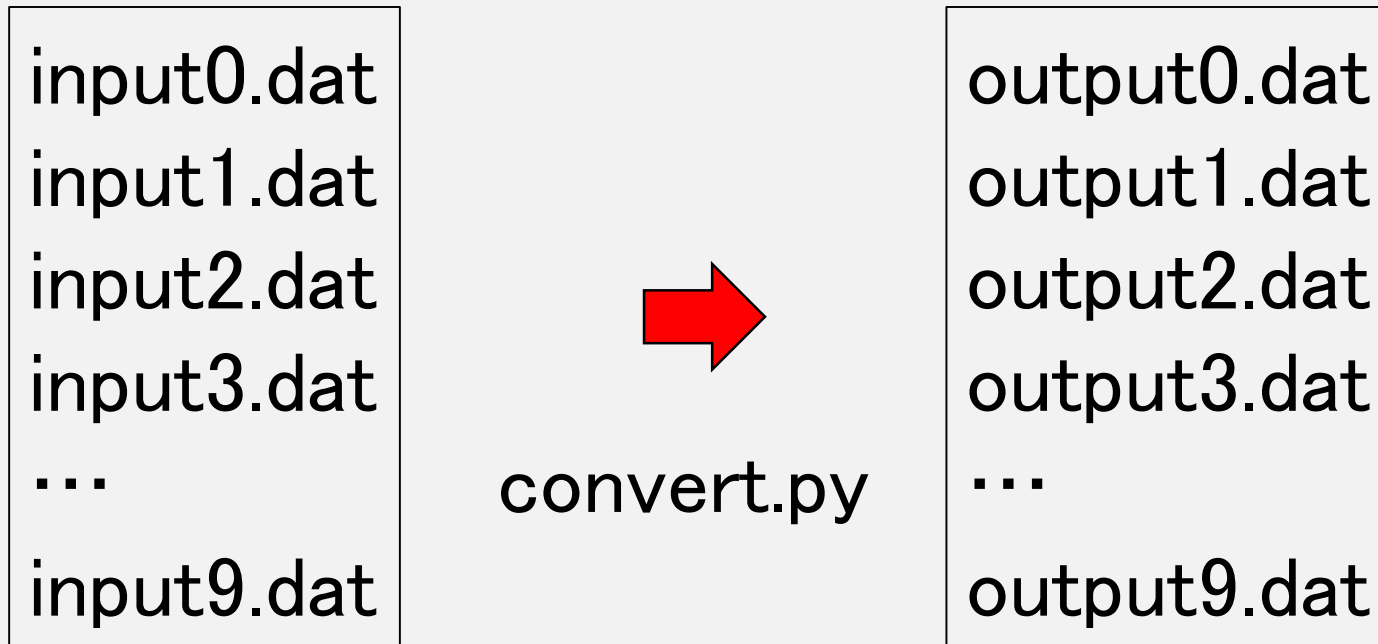 input0.dat
input1.dat
input2.dat
input3.dat
…
input9.dat
convert.py
output0.dat
output1.dat
output2.dat
output3.dat
…
output9.dat